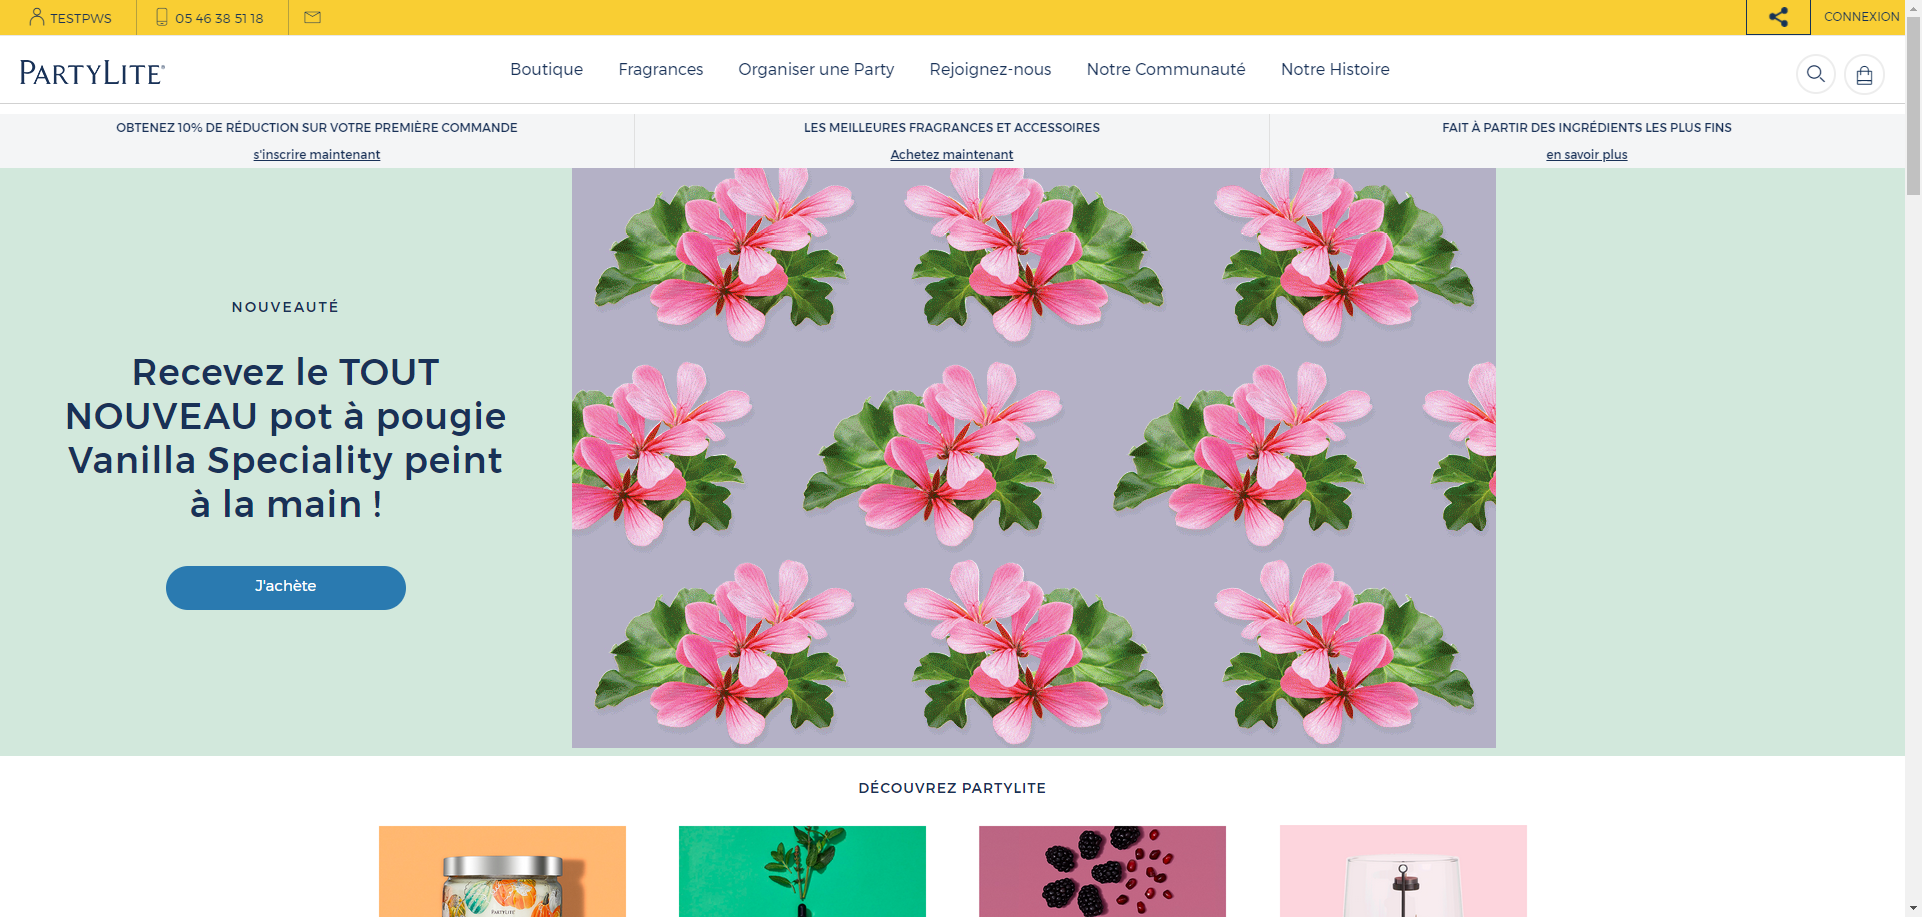 TESTPWS
05 46 38 51 18
CONNEXION
PARTYLITE®
Boutique
Fragrances
Organiser une Party
Rejoignez-nous
Notre Communauté
Notre Histoire
OBTENEZ 10% DE RÉDUCTION SUR VOTRE PREMIÈRE COMMANDE
s'inscrire maintenant
LES MEILLEURES FRAGRANCES ET ACCESSOIRES
Achetez maintenant
FAIT À PARTIR DES INGRÉDIENTS LES PLUS FINS
en savoir plus
NOUVEAUTÉ
Recevez le TOUT
NOUVEAU pot à pougie
Vanilla Speciality peint
à la main !
J'achète
DÉCOUVREZ PARTYLITE
PARTYLITE